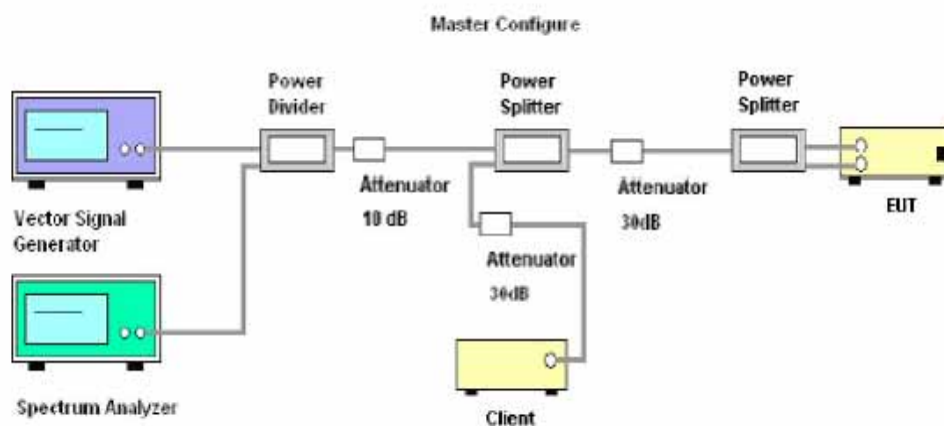 Master Configure
Power
Divider
Power
Splitter
Power
Splitter
Attenuator
10 dB
Attenuator
30dB
EUT
Vector Signal
Generator
Attenuator
30dB
Spectrum Analyzer
Client